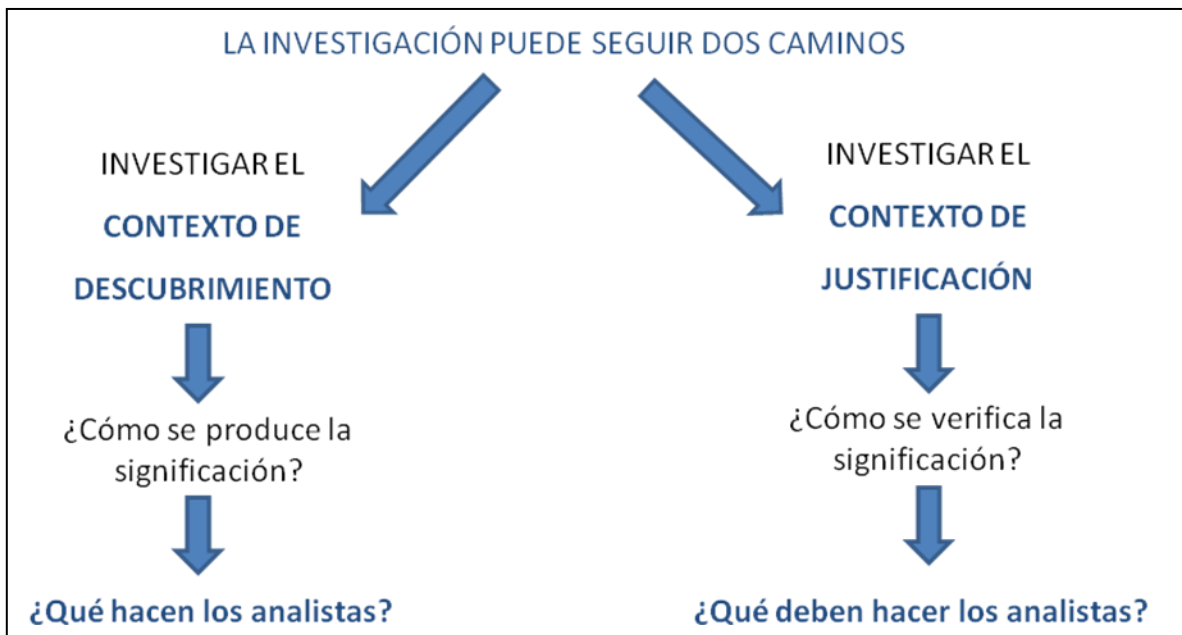 LA INVESTIGACIÓN PUEDE SEGUIR DOS CAMINOS
INVESTIGAR EL
CONTEXTO DE
DESCUBRIMIENTO
¿Cómo se produce la
significación?
¿Qué hacen los analistas?
INVESTIGAR EL
CONTEXTO DE
JUSTIFICACIÓN
¿Cómo se verifica la
significación?
¿Qué deben hacer los analistas?